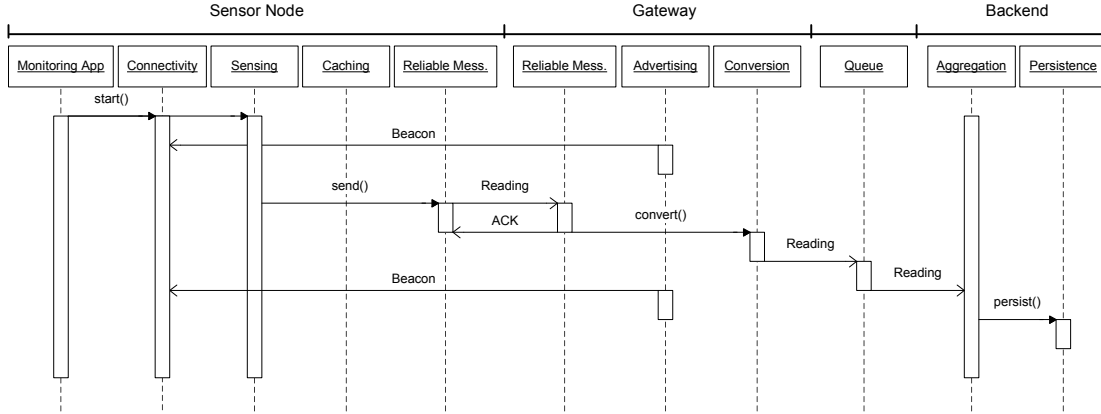 Sensor Node
Gateway
Backend
Monitoring App
Connectivity
Sensing
Caching
Reliable Mess.
Reliable Mess.
Advertising
Conversion
Queue
Aggregation
Persistence
start()
Beacon
send()
Reading
ACK
convert()
Reading
Reading
Beacon
persist()